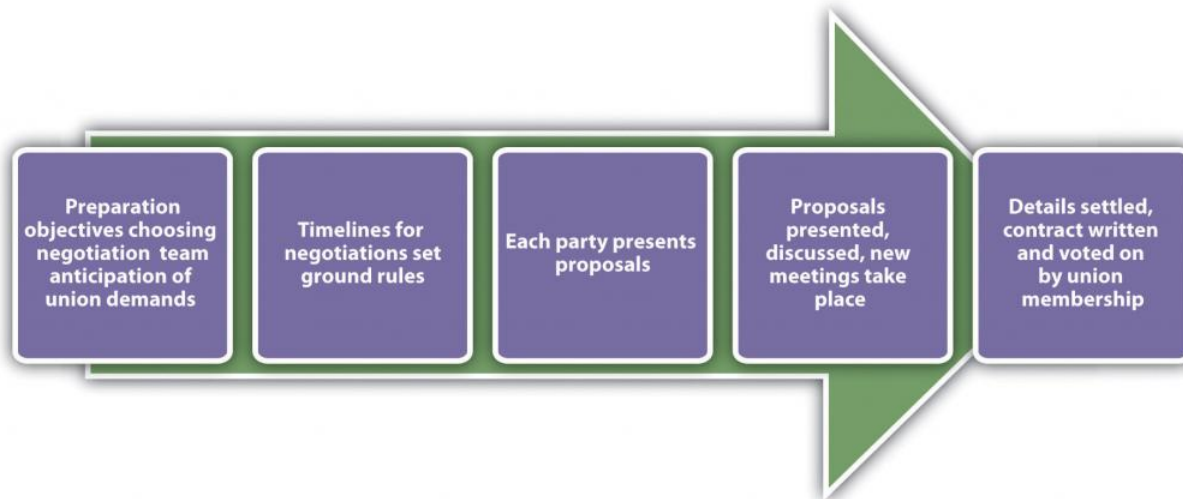 Preparation
objectives choosing
negotiation team
anticipation of
union demands
Timelines for
negotiations set
ground rules
Each party presents
proposals
Proposals
presented,
discussed, new
meetings take
place
Details settled,
contract written
and voted on
by union
membership